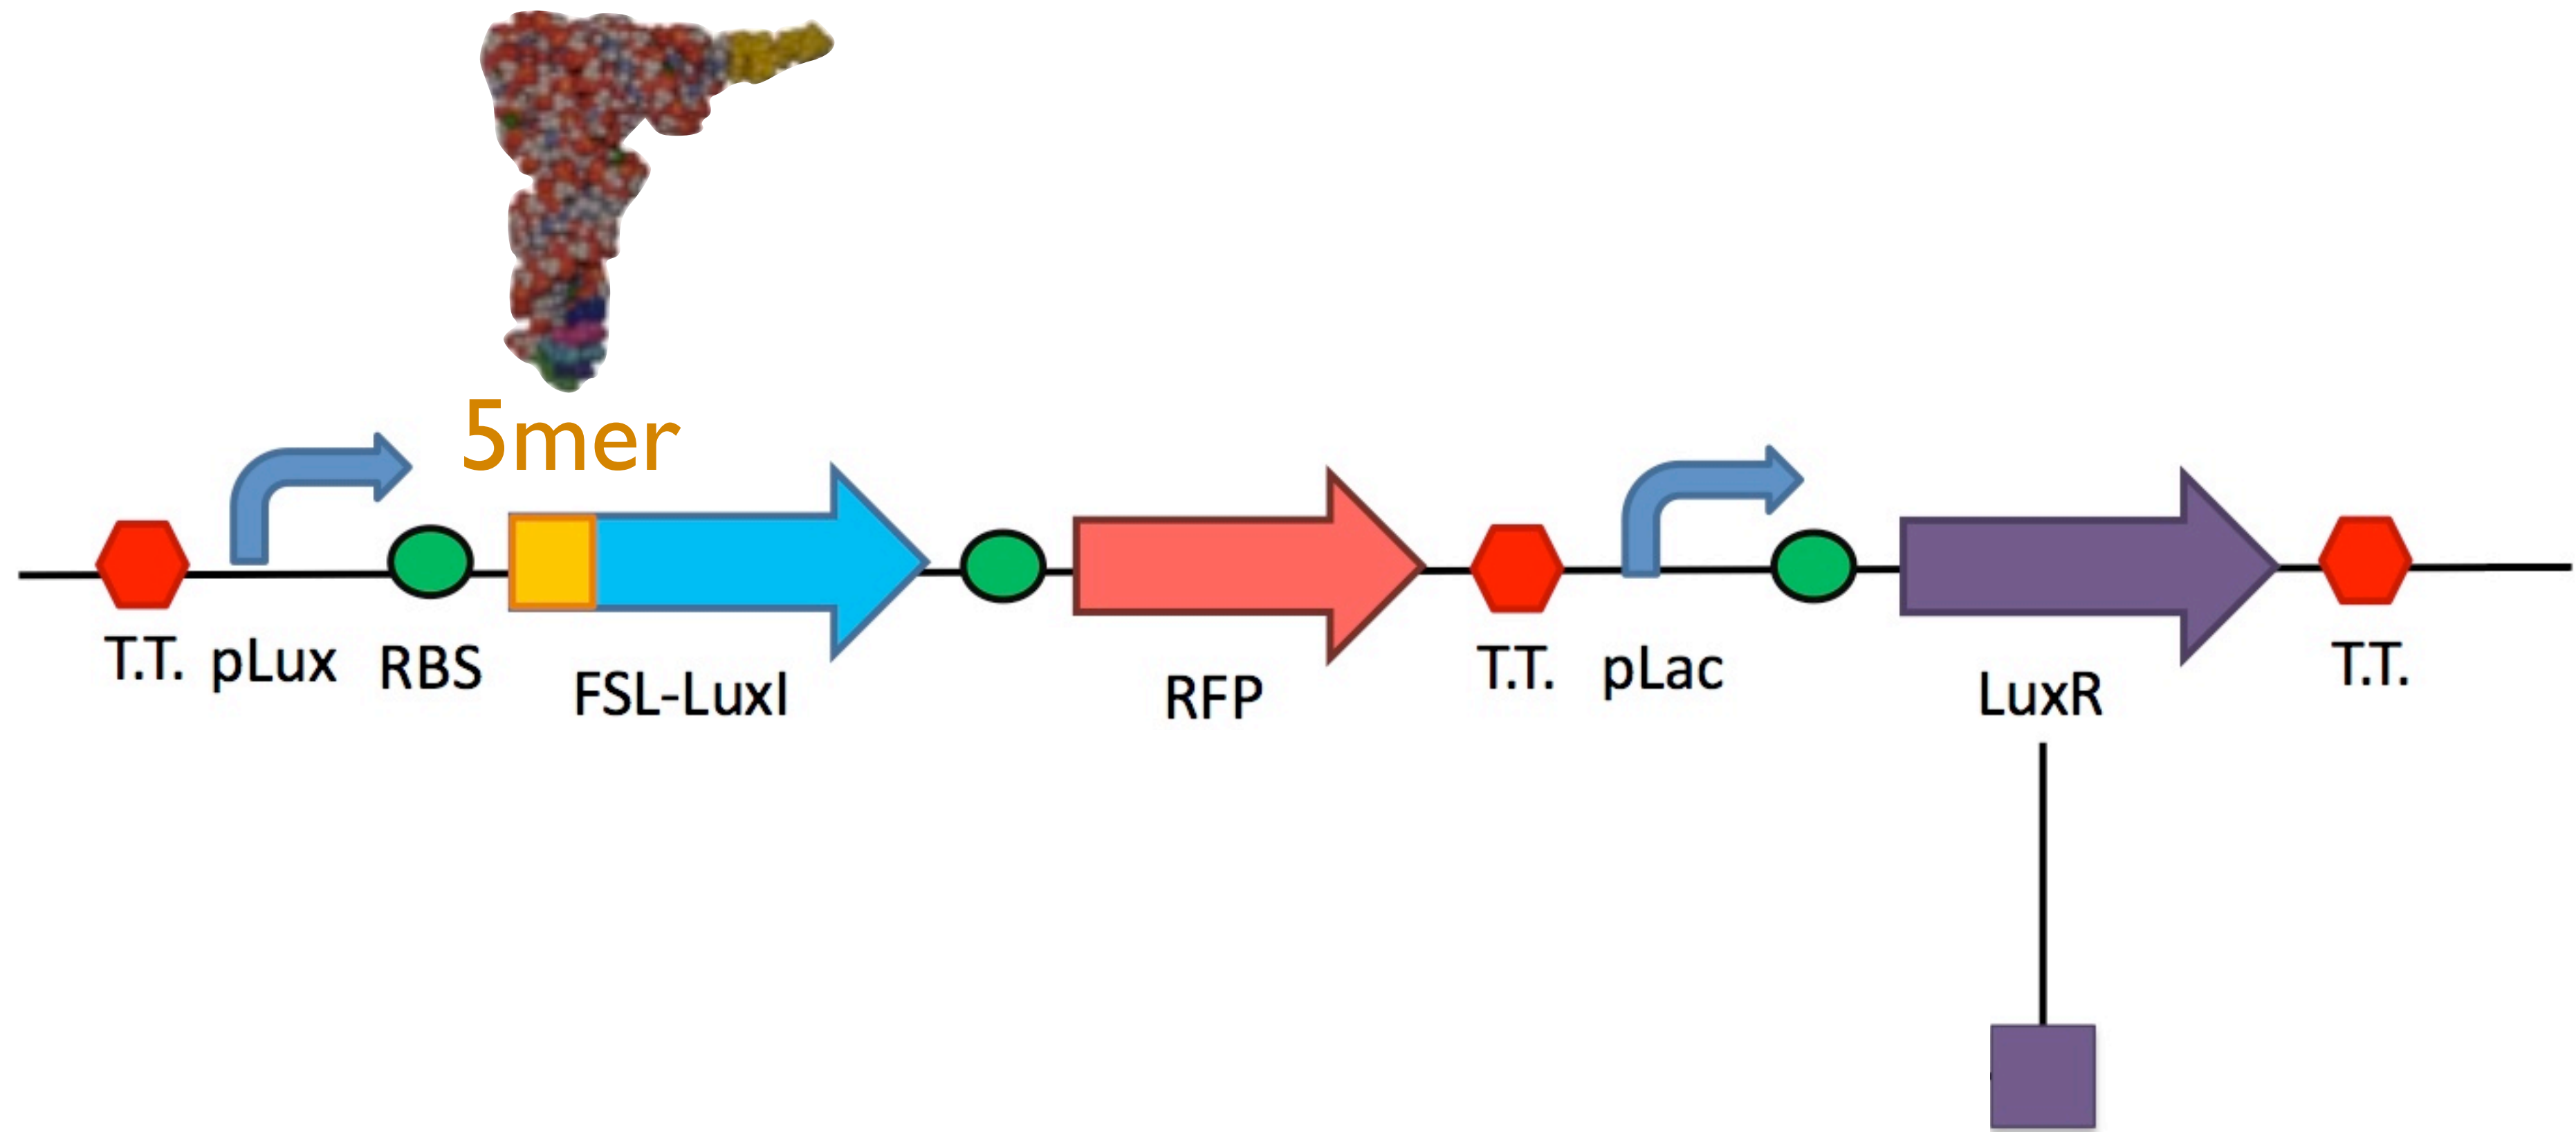 5mer
T.T.
pLux
RBS
FSL-LuxI
RFP
T.T.
pLac
LuxR
T.T.